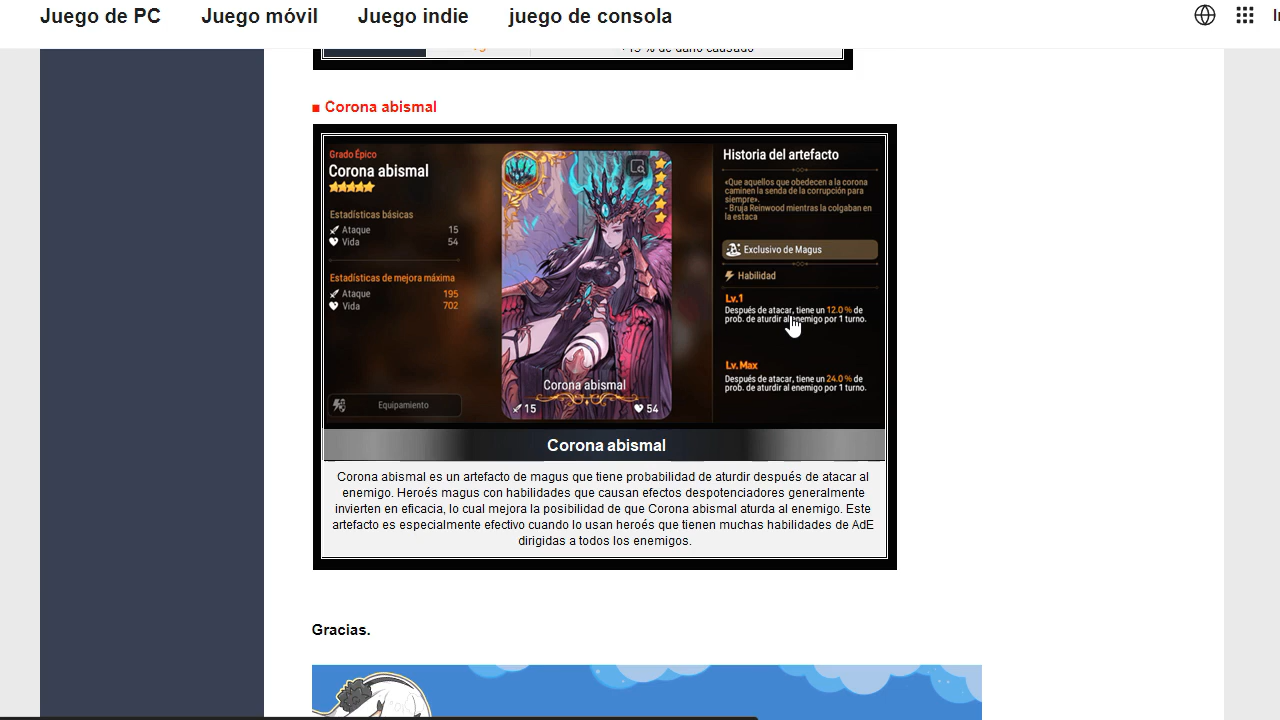 Juego de PC Juego móvil Juego indie juego de consola
■ Corona abismal
Grado Épico
Corona abismal
Estadísticas básicas
Ataque 15
Vida 54
Estadísticas de mejora máxima
Ataque 195
Vida 702
Equipamiento
Corona abismal
15 54
Historia del artefacto
«Que aquellos que obedecen a la corona
caminen la senda de la corrupción para
siempre».
- Bruja Reinwood mientras la colgaban en
la estaca
Exclusivo de Magus
Habilidad
Lv.1
Después de atacar, tiene un 12.0 % de
prob. de aturdir al enemigo por 1 turno.
Lv. Max
Después de atacar, tiene un 24.0 % de
prob. de aturdir al enemigo por 1 turno.
Corona abismal
Corona abismal es un artefacto de magus que tiene probabilidad de aturdir después de atacar al
enemigo. Heroés magus con habilidades que causan efectos despotenciadores generalmente
invierten en eficacia, lo cual mejora la posibilidad de que Corona abismal aturda al enemigo. Este
artefacto es especialmente efectivo cuando lo usan heroés que tienen muchas habilidades de AdE
dirigidas a todos los enemigos.
Gracias.